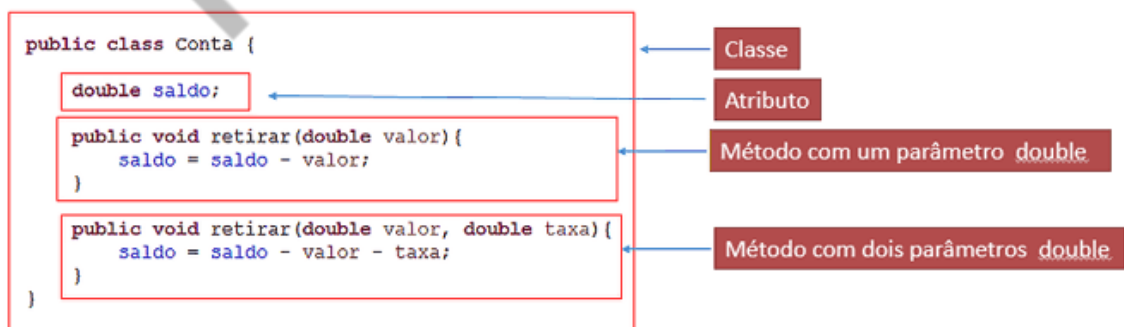 public class Conta {
Classe
double saldo;
Atributo
public void retirar(double valor){
saldo = saldo - valor;
}
Método com um parâmetro double
public void retirar(double valor, double taxa){
saldo = saldo - valor - taxa;
}
Método com dois parâmetros double
}